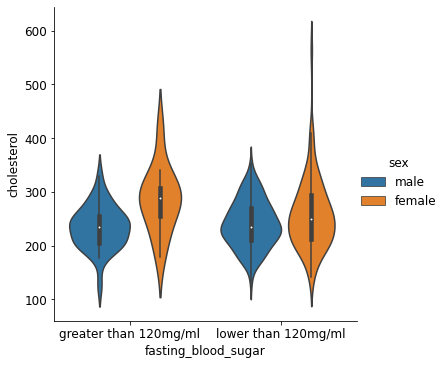 600
500
400
300
200
100
cholesterol
greater than 120mg/ml
lower than 120mg/ml
fasting_blood_sugar
sex
male
female